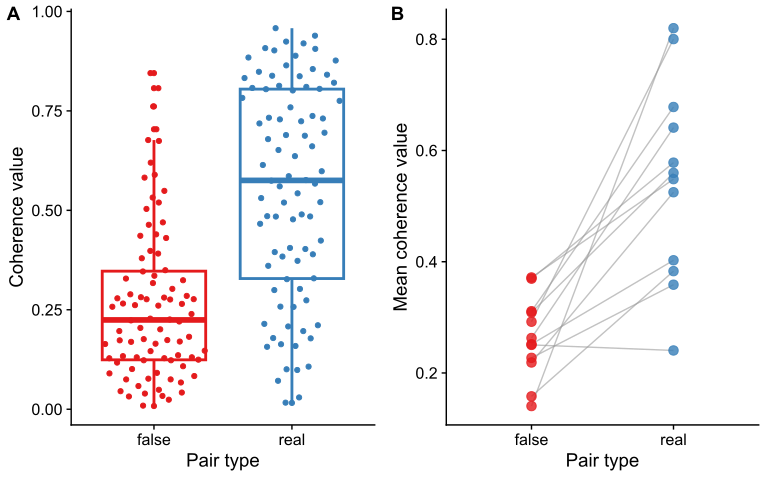 A
Coherence value
1.00
0.75
0.50
0.25
0.00
false
real
Pair type
B
Mean coherence value
0.8
0.6
0.4
0.2
false
real
Pair type